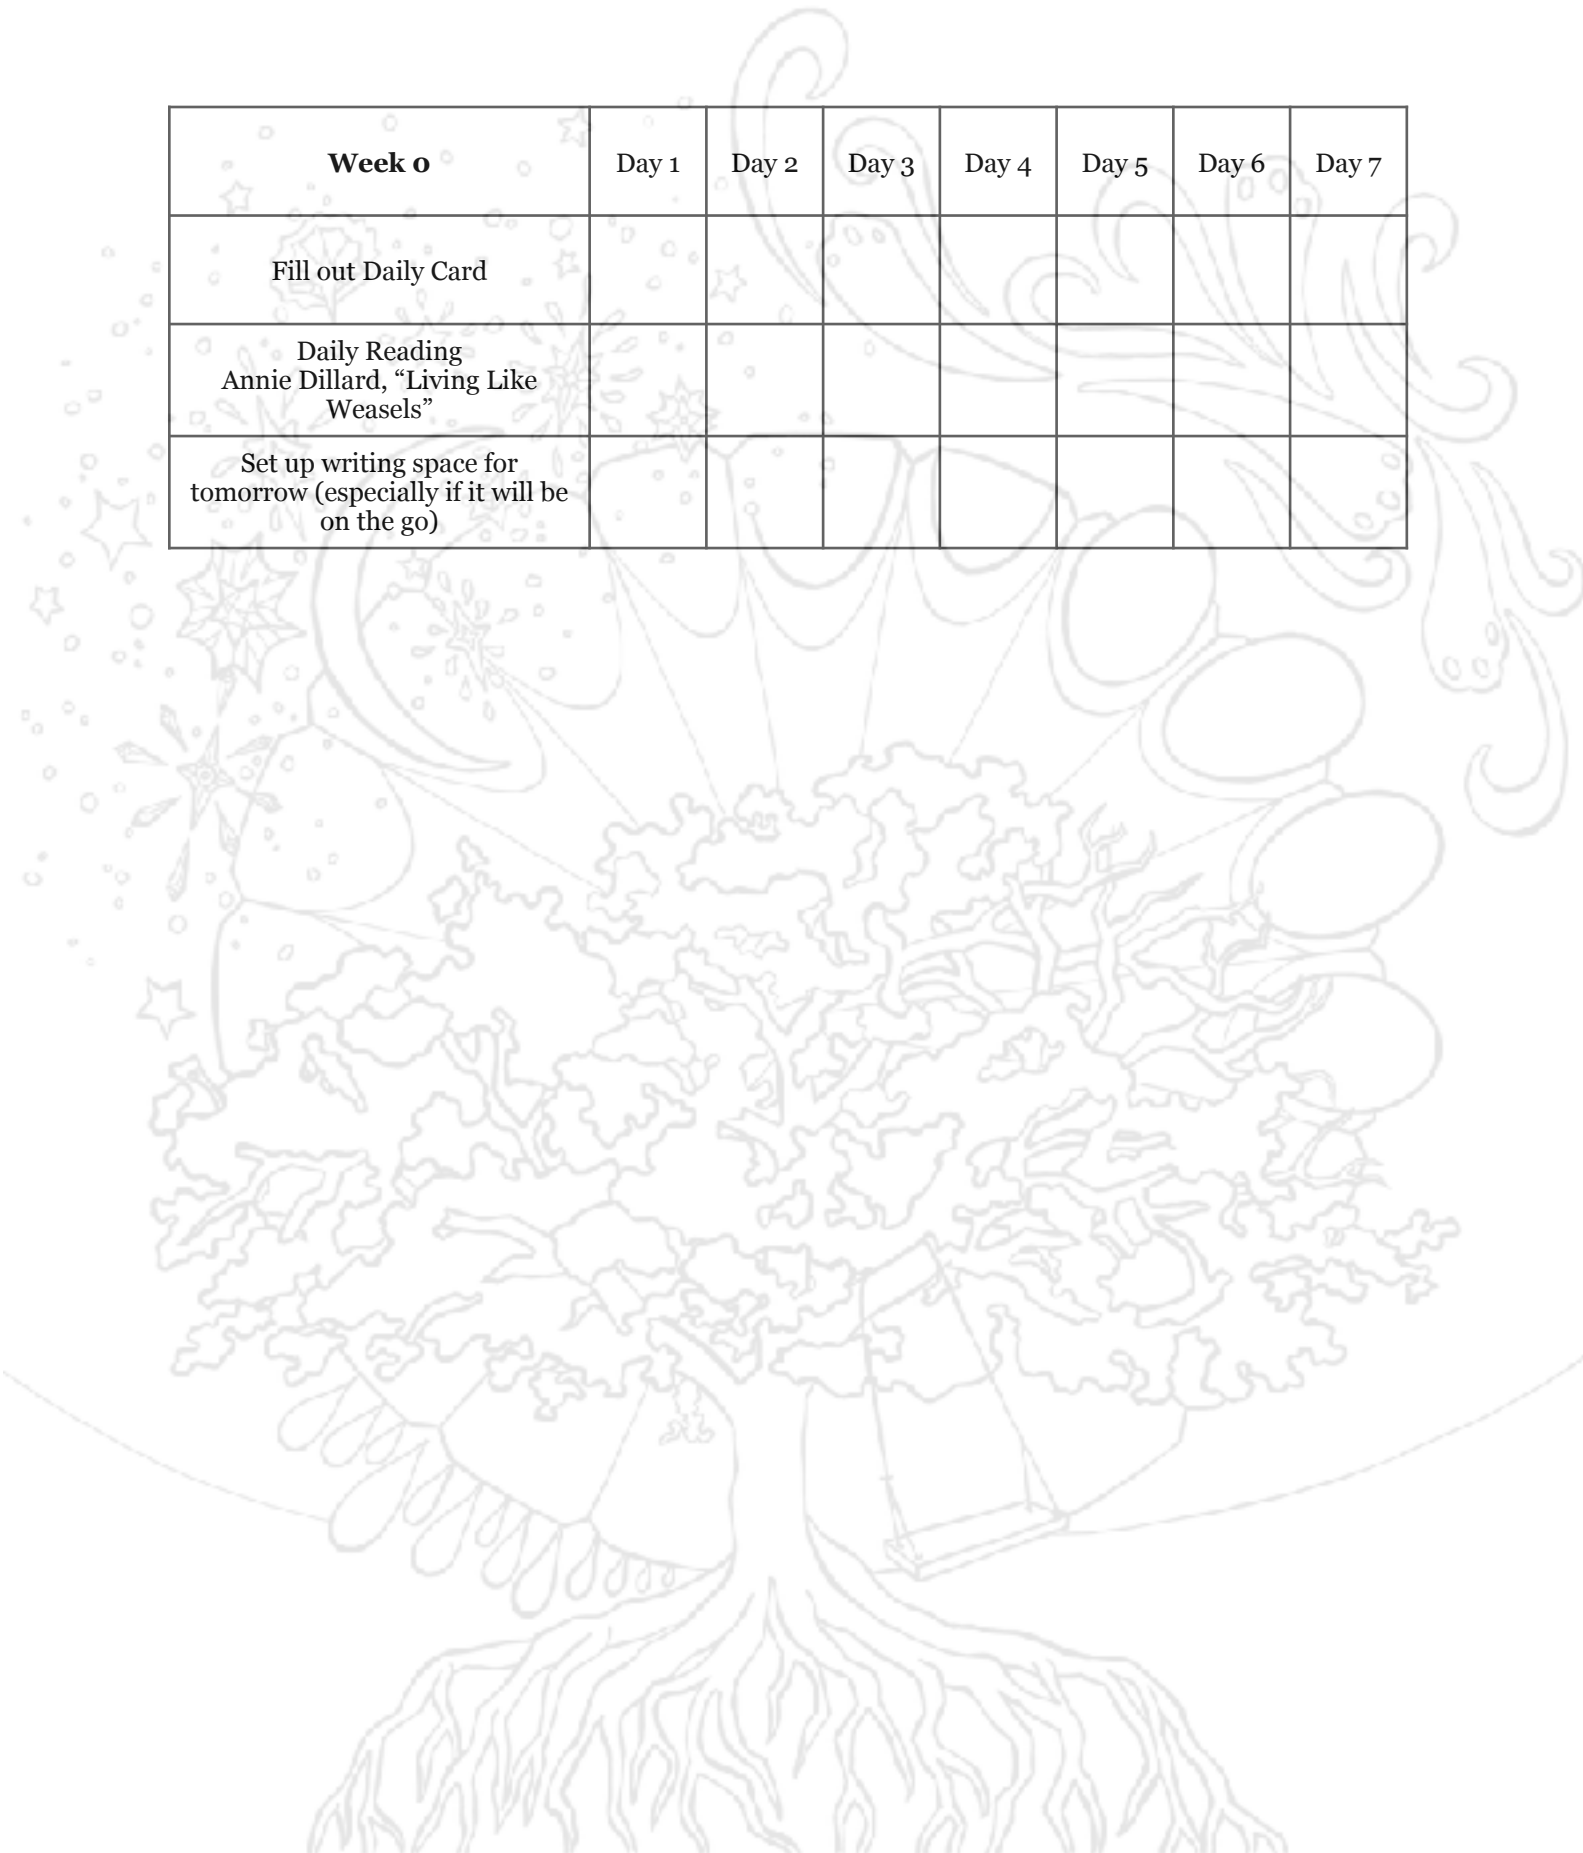 Week 0 Day 1 Day 2 Day 3 Day 4 Day 5 Day 6 Day 7
Fill out Daily Card
Daily Reading
Annie Dillard, “Living Like
Weasels”
Set up writing space for
tomorrow (especially if it will be
on the go)